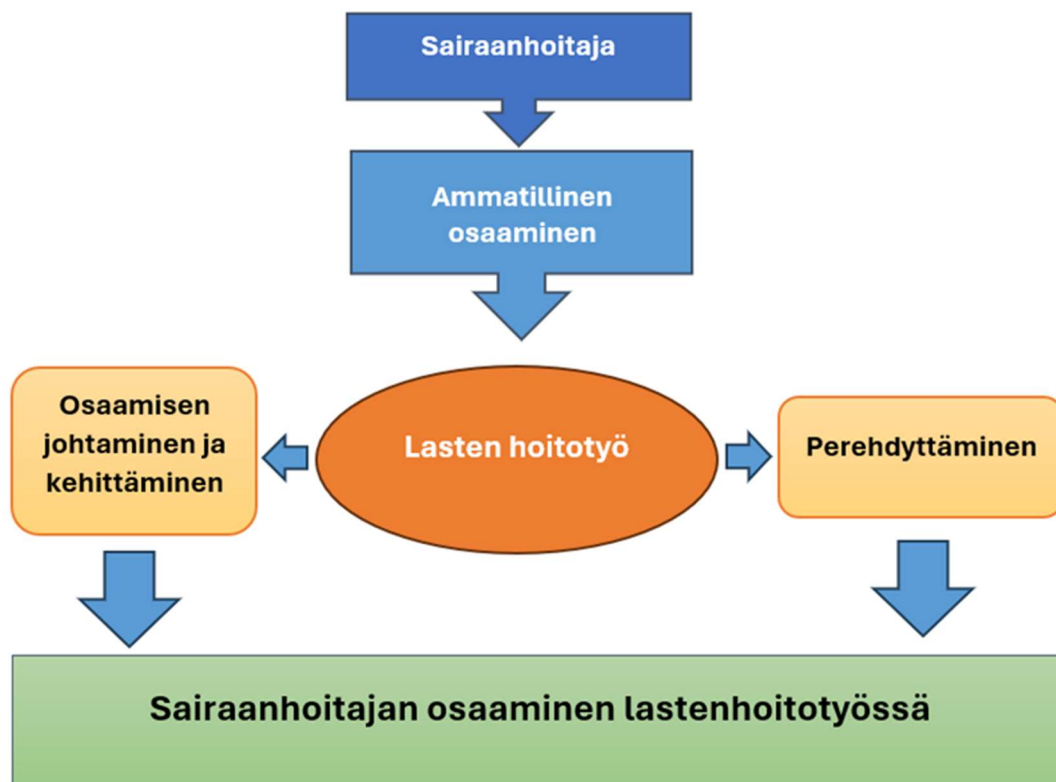 Sairaanhoitaja
Ammatillinen
osaaminen
Osaamisen
johtaminen ja
kehittäminen
Lasten hoitotyö
Perehdyttäminen
Sairaanhoitajan osaaminen lastenhoitotyössä